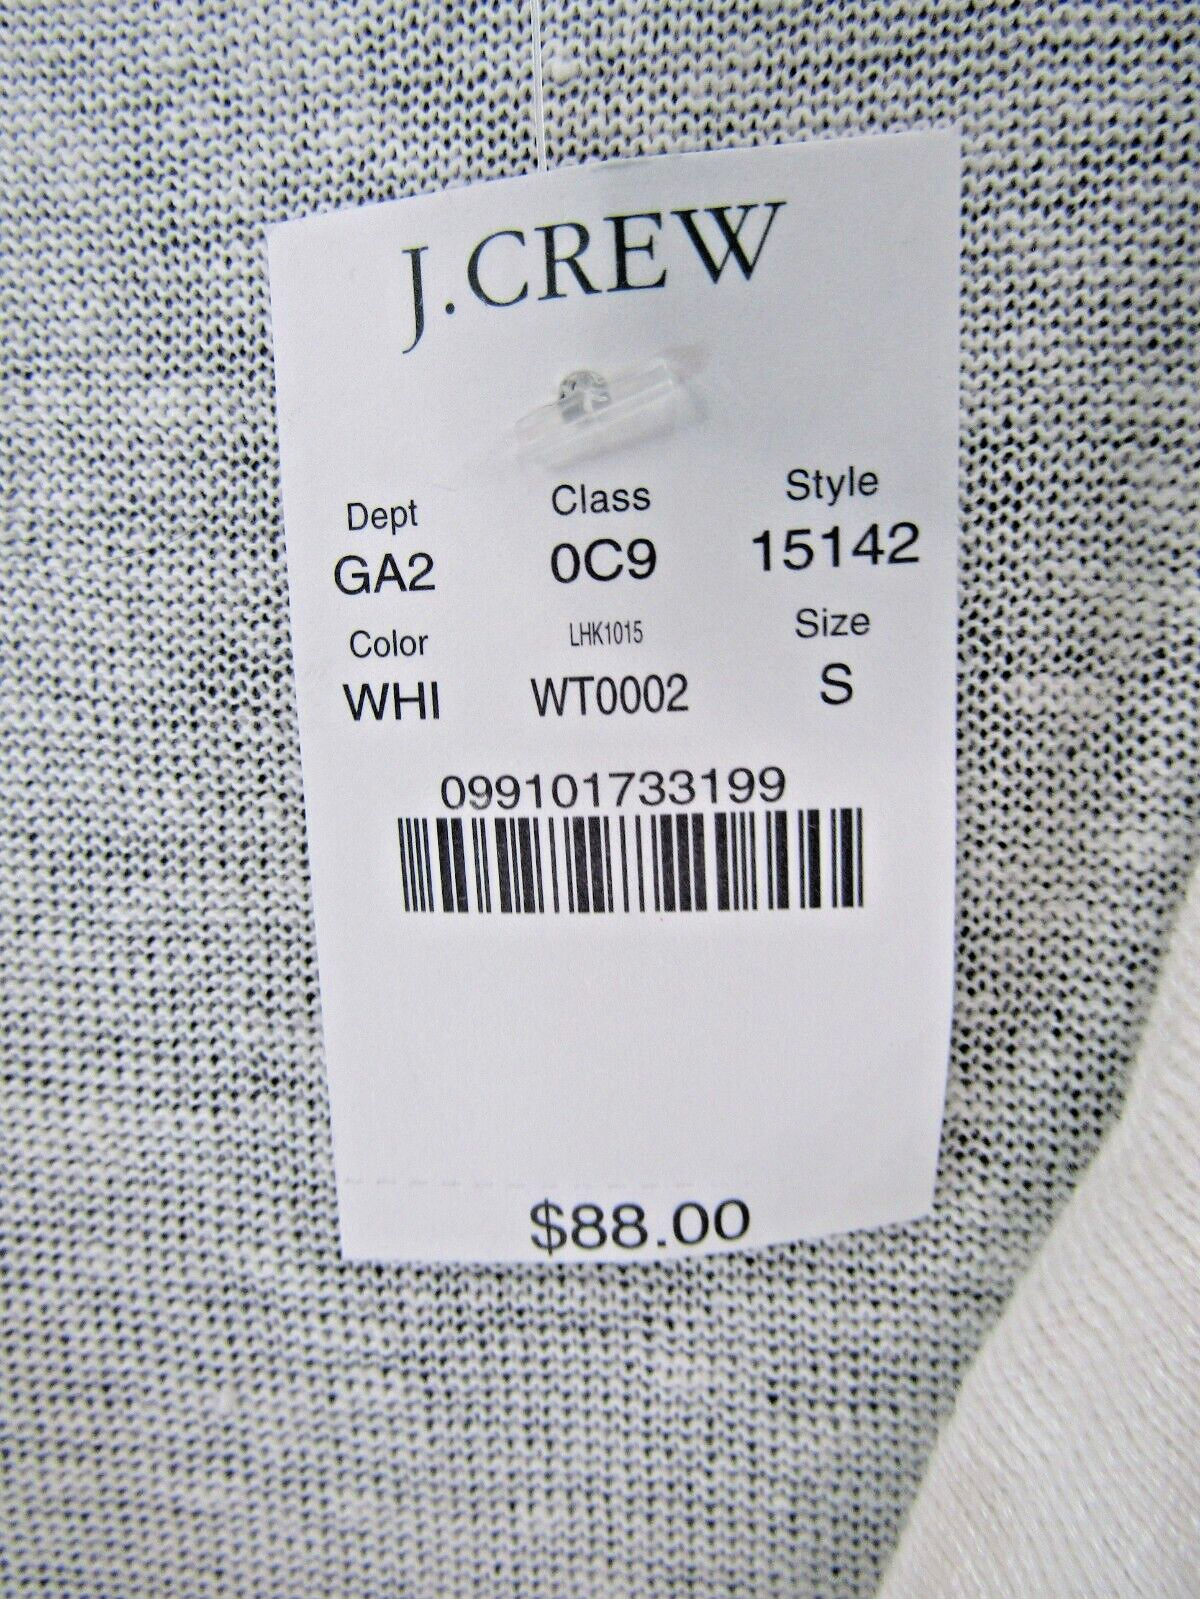 J.CREW
Dept Class Style
GA2 0C9 15142
Color LHK1015 Size
WHI WT0002 S
099101733199
$88.00